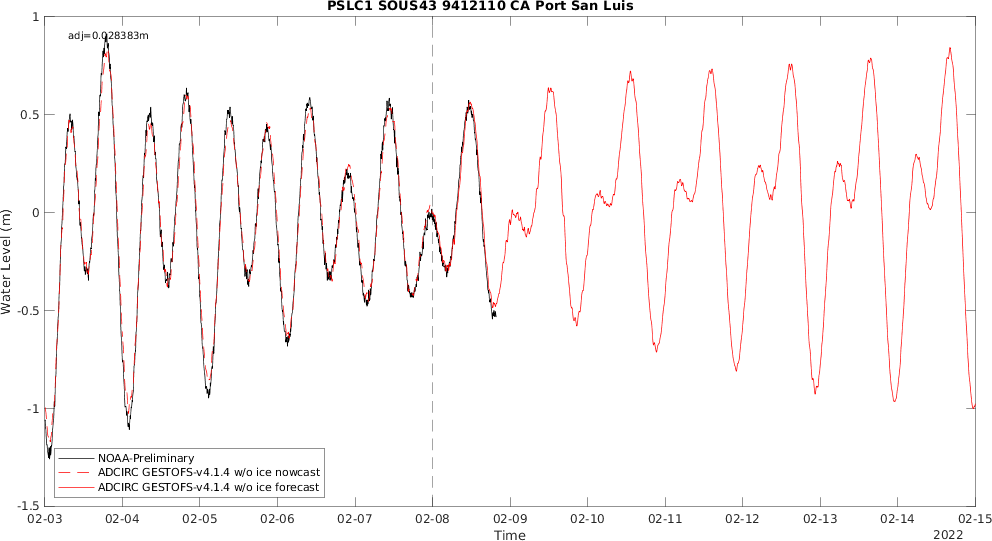 PSLC1 SOUS43 9412110 CA Port San Luis
adj=0.028383m
1
0.5
0
-0.5
-1
-1.5
Water Level (m)
NOAA-Preliminary
ADCIRC GESTOFS-v4.1.4 w/o ice nowcast
ADCIRC GESTOFS-v4.1.4 w/o ice forecast
02-03 02-04 02-05 02-06 02-07 02-08 02-09 02-10 02-11 02-12 02-13 02-14 02-15
Time
2022